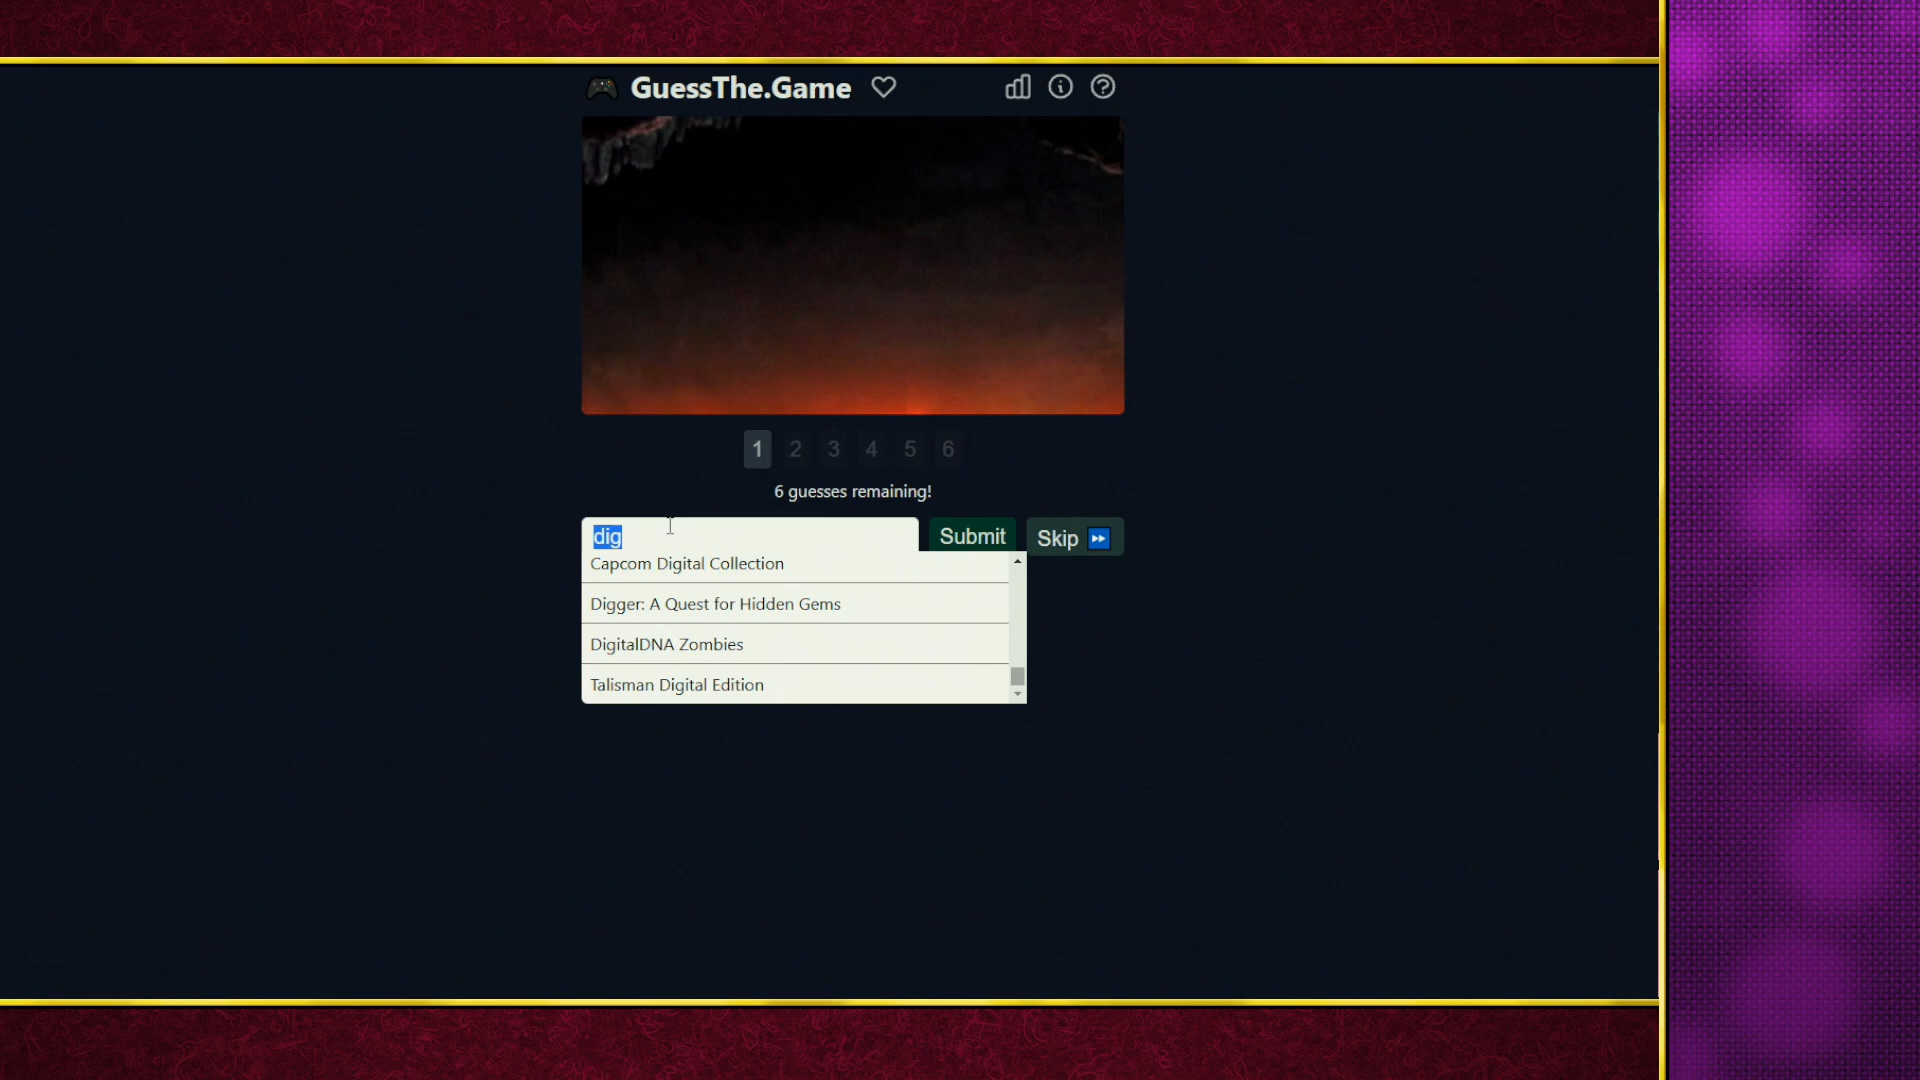 GuessThe.Game
1 2 3 4 5 6
6 guesses remaining!
dig Submit Skip
Capcom Digital Collection
Digger: A Quest for Hidden Gems
DigitalDNA Zombies
Talisman Digital Edition